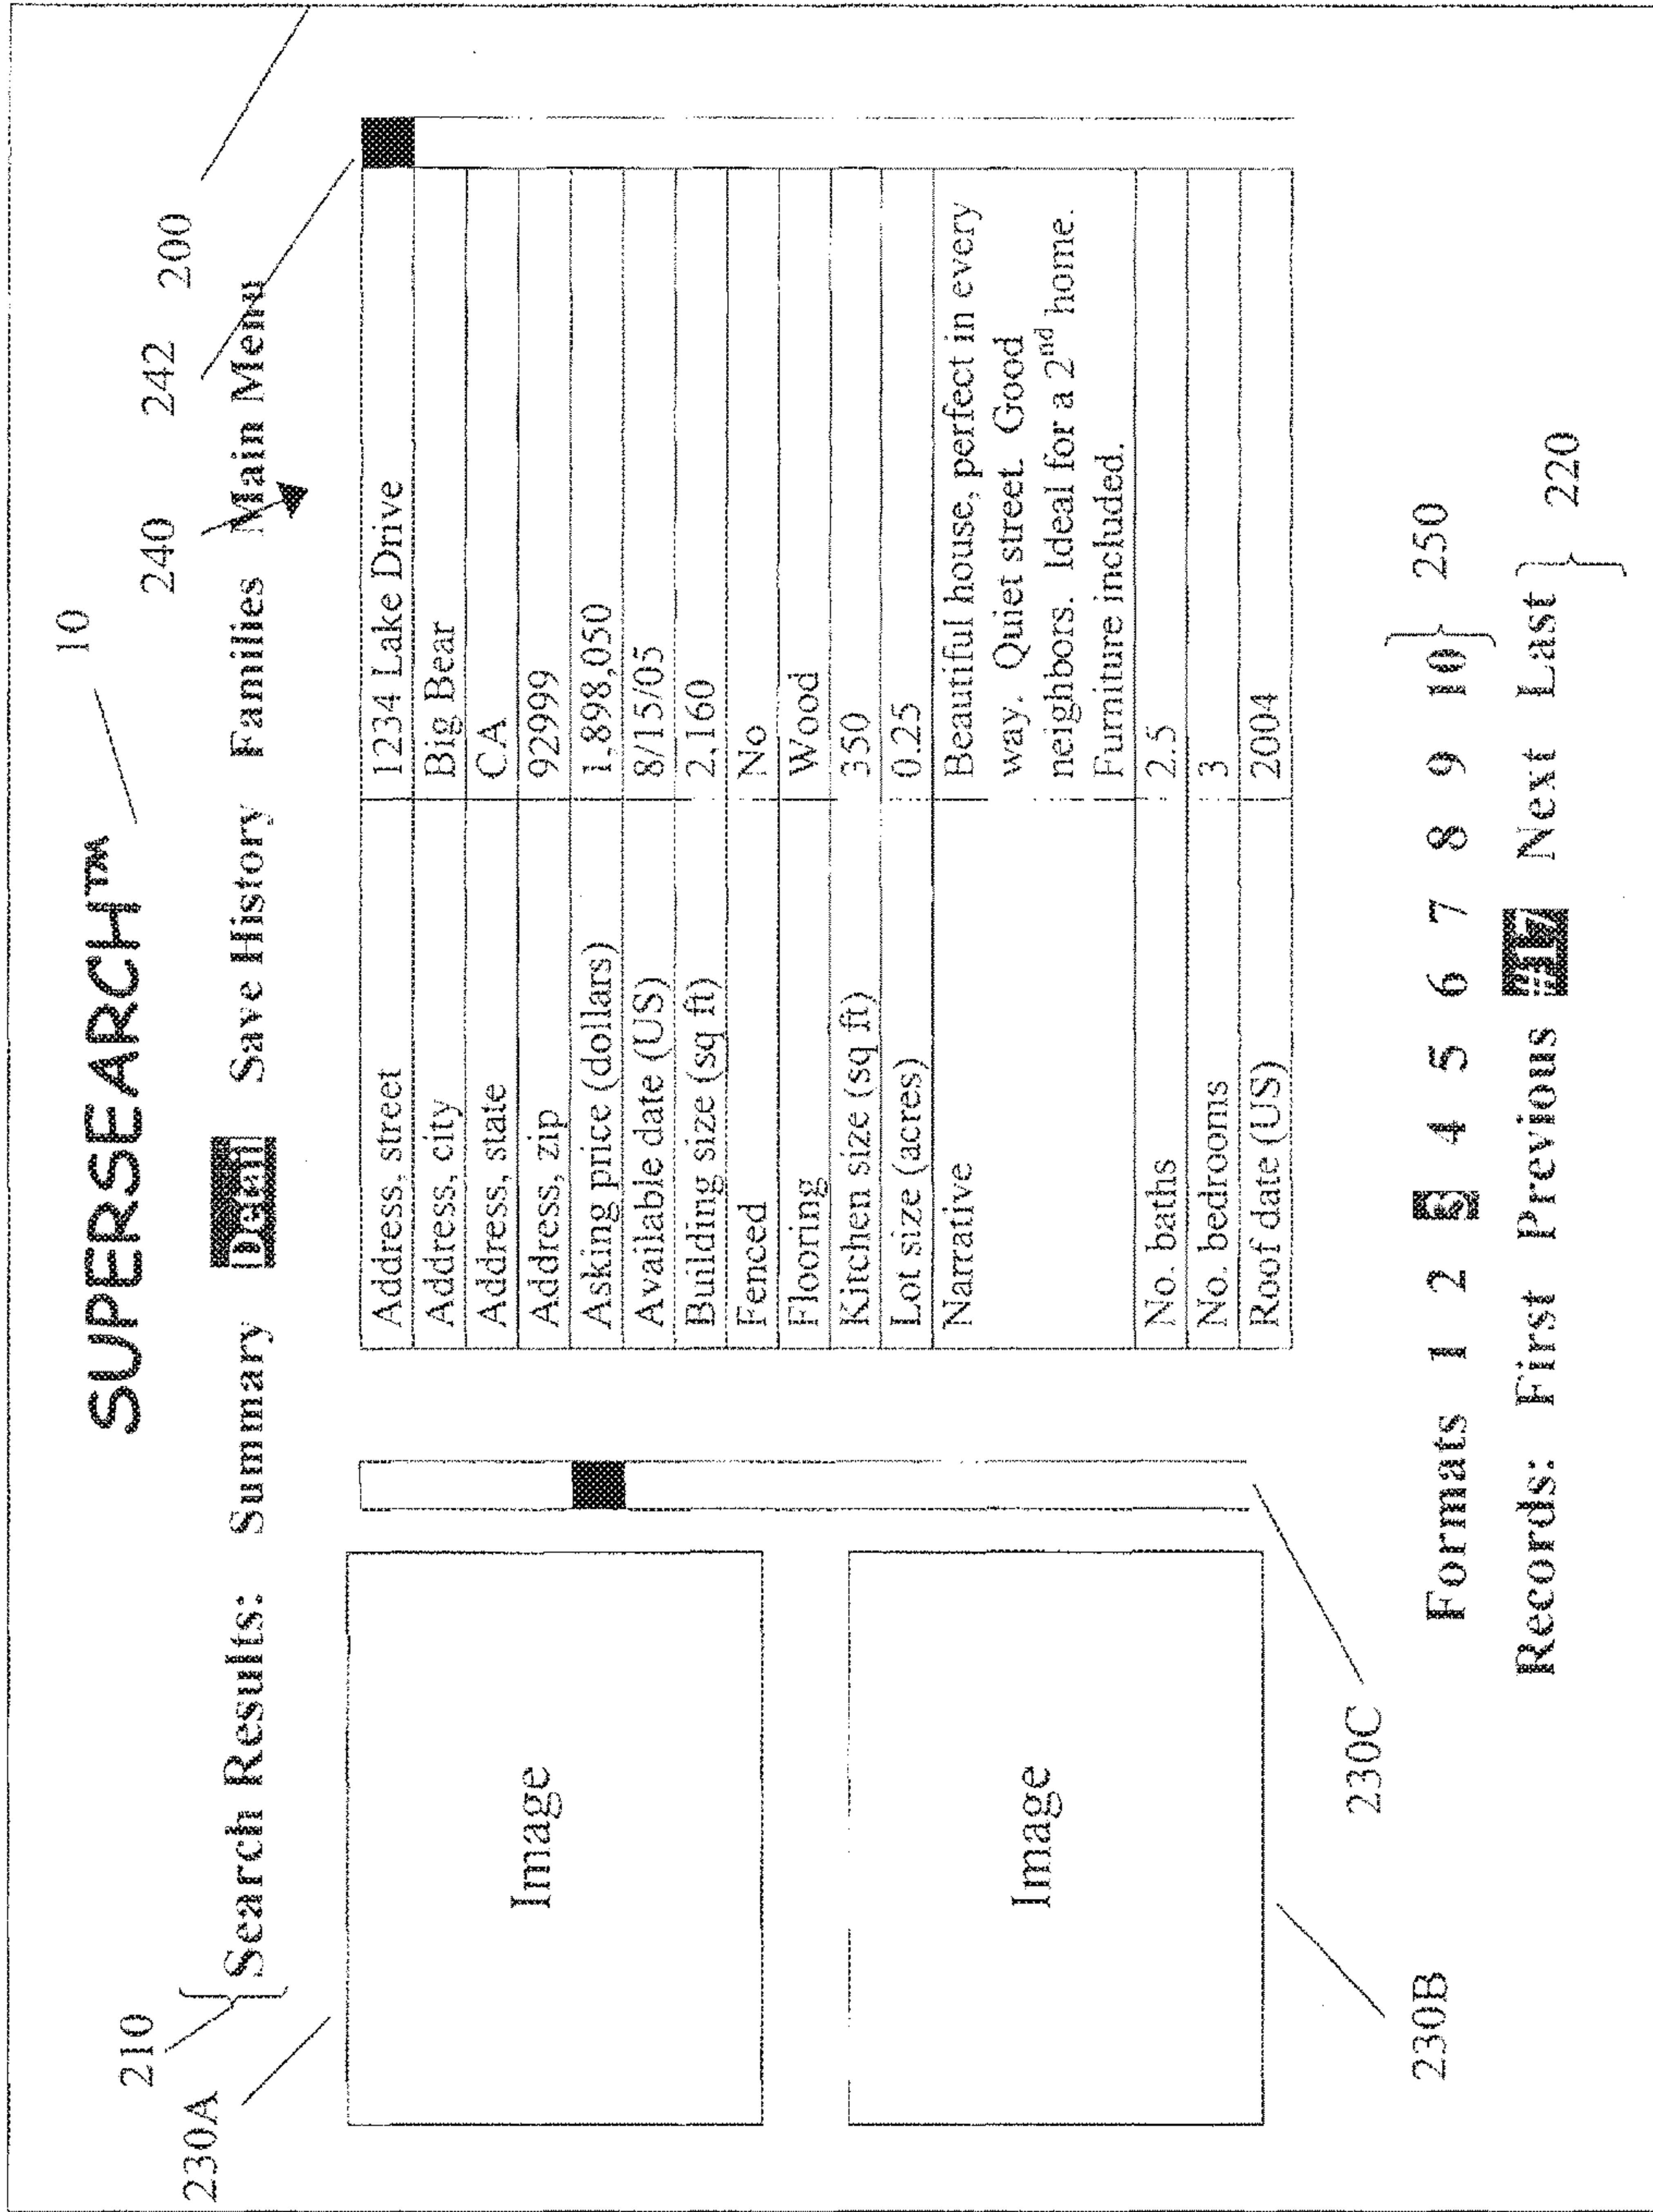 SUPERSEARCH™ 10
210 240 242 200
230A
Search Results: Summary Detail Save History Families Main Menu
Address, street 1234 Lake Drive
Address, city Big Bear
Address, state CA
Address, zip 92999
Asking price (dollars) 1,898,050
Available date (US) 8/15/05
Building size (sq ft) 2,160
Fenced No
Flooring Wood
Kitchen size (sq ft) 350
Lot size (acres) 0.25
Narrative Beautiful house, perfect in every
way. Quiet street. Good
neighbors. Ideal for a 2nd home.
Furniture included.
No. baths 2.5
No. bedrooms 3
Roof date (US) 2004
Image
Image
230C
230B
Formats 1 2 3 4 5 6 7 8 9 10 250
Records: First Previous #17 Next Last
220